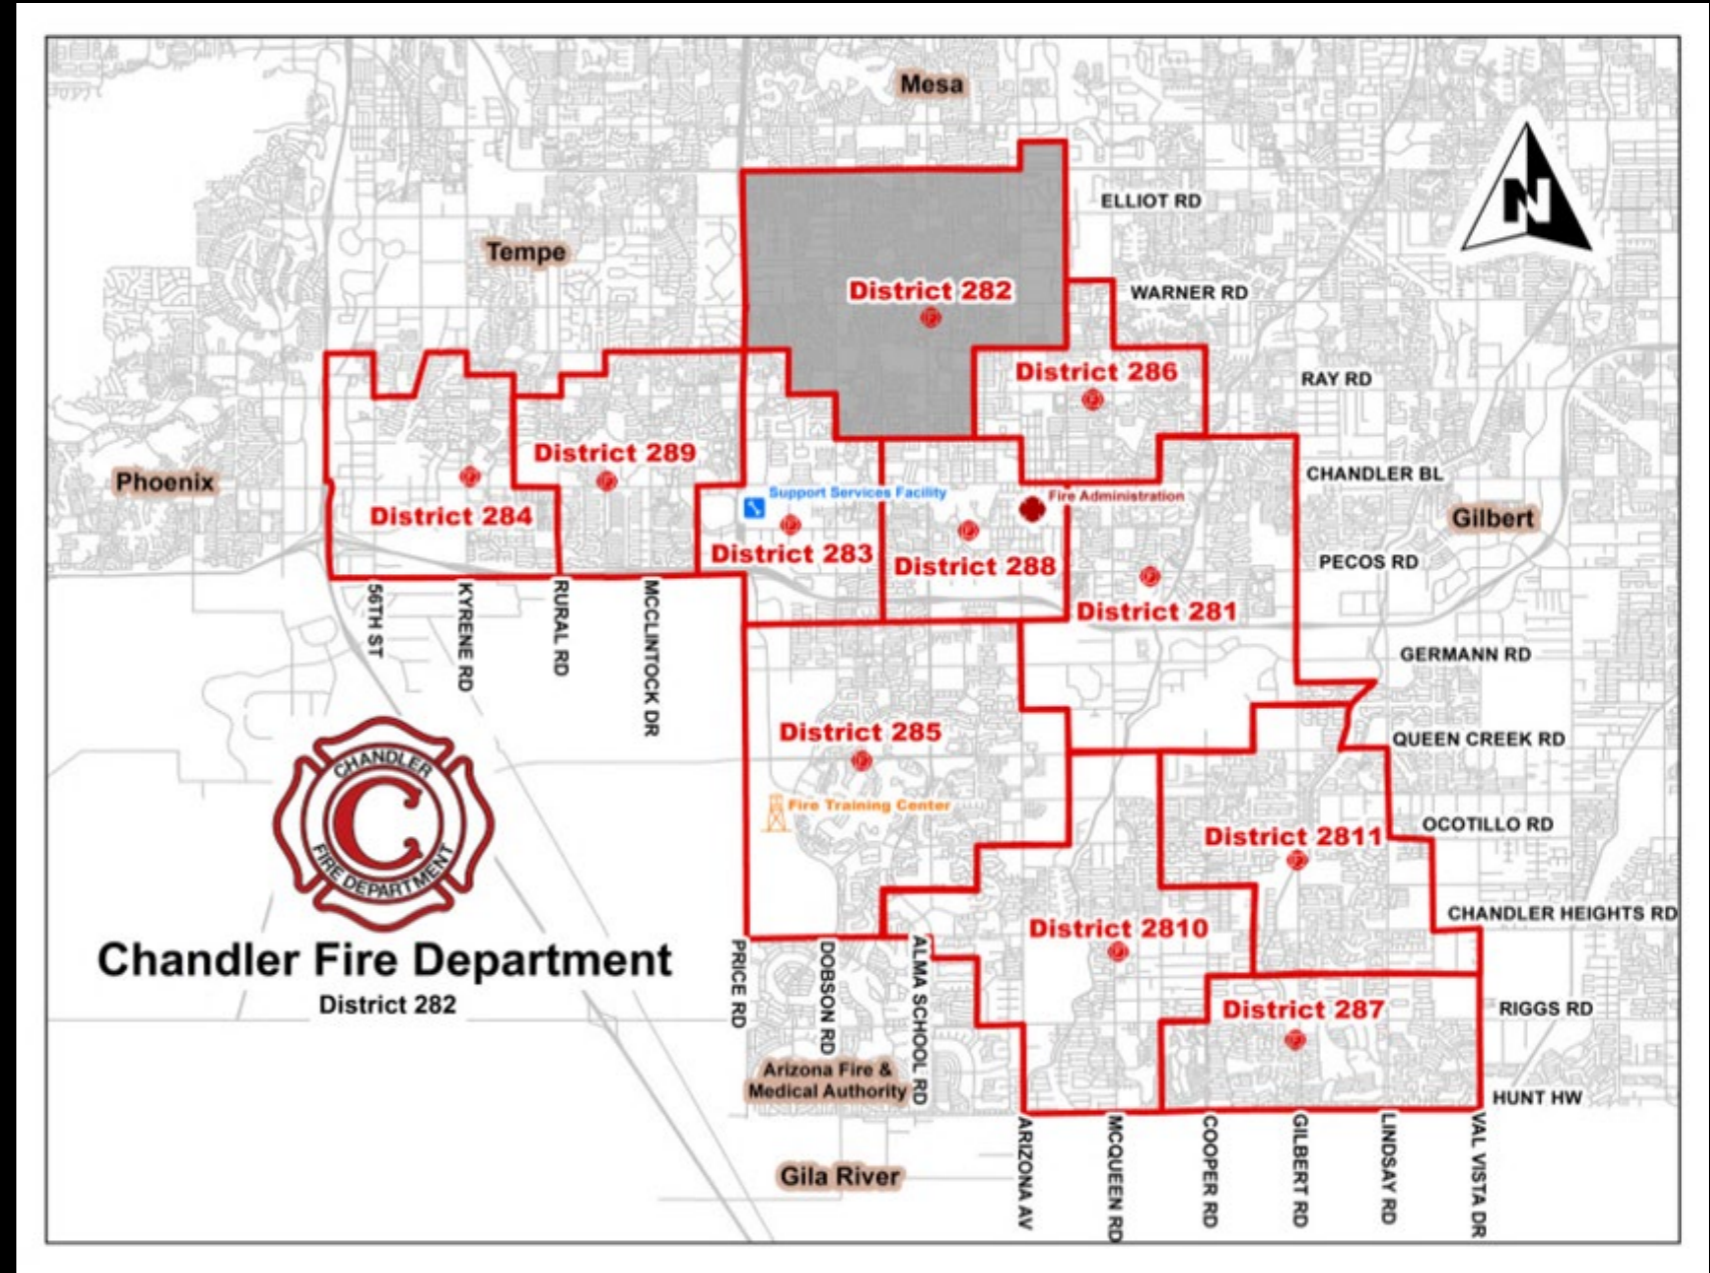 Mesa
N
ELLIOT RD
Tempe
District 282
WARNER RD
District 286
RAY RD
District 289
CHANDLER BL
Phoenix
Support Services Facility
Fire Administration
Gilbert
District 284
District 283
District 288
PECOS RD
District 281
56TH ST
KYRENE RD
RURAL RD
MCCLINTOCK DR
GERMANN RD
District 285
QUEEN CREEK RD
CHANDLER
C
FIRE DEPARTMENT
Fire Training Center
OCOTILLO RD
District 2811
CHANDLER HEIGHTS RD
District 2810
Chandler Fire Department
District 282
PRICE RD
DOBSON RD
ALMA SCHOOL RD
District 287
RIGGS RD
Arizona Fire &
Medical Authority
HUNT HW
ARIZONA AV
MCQUEEN RD
COOPER RD
GILBERT RD
LINDSAY RD
VAL VISTA DR
Gila River